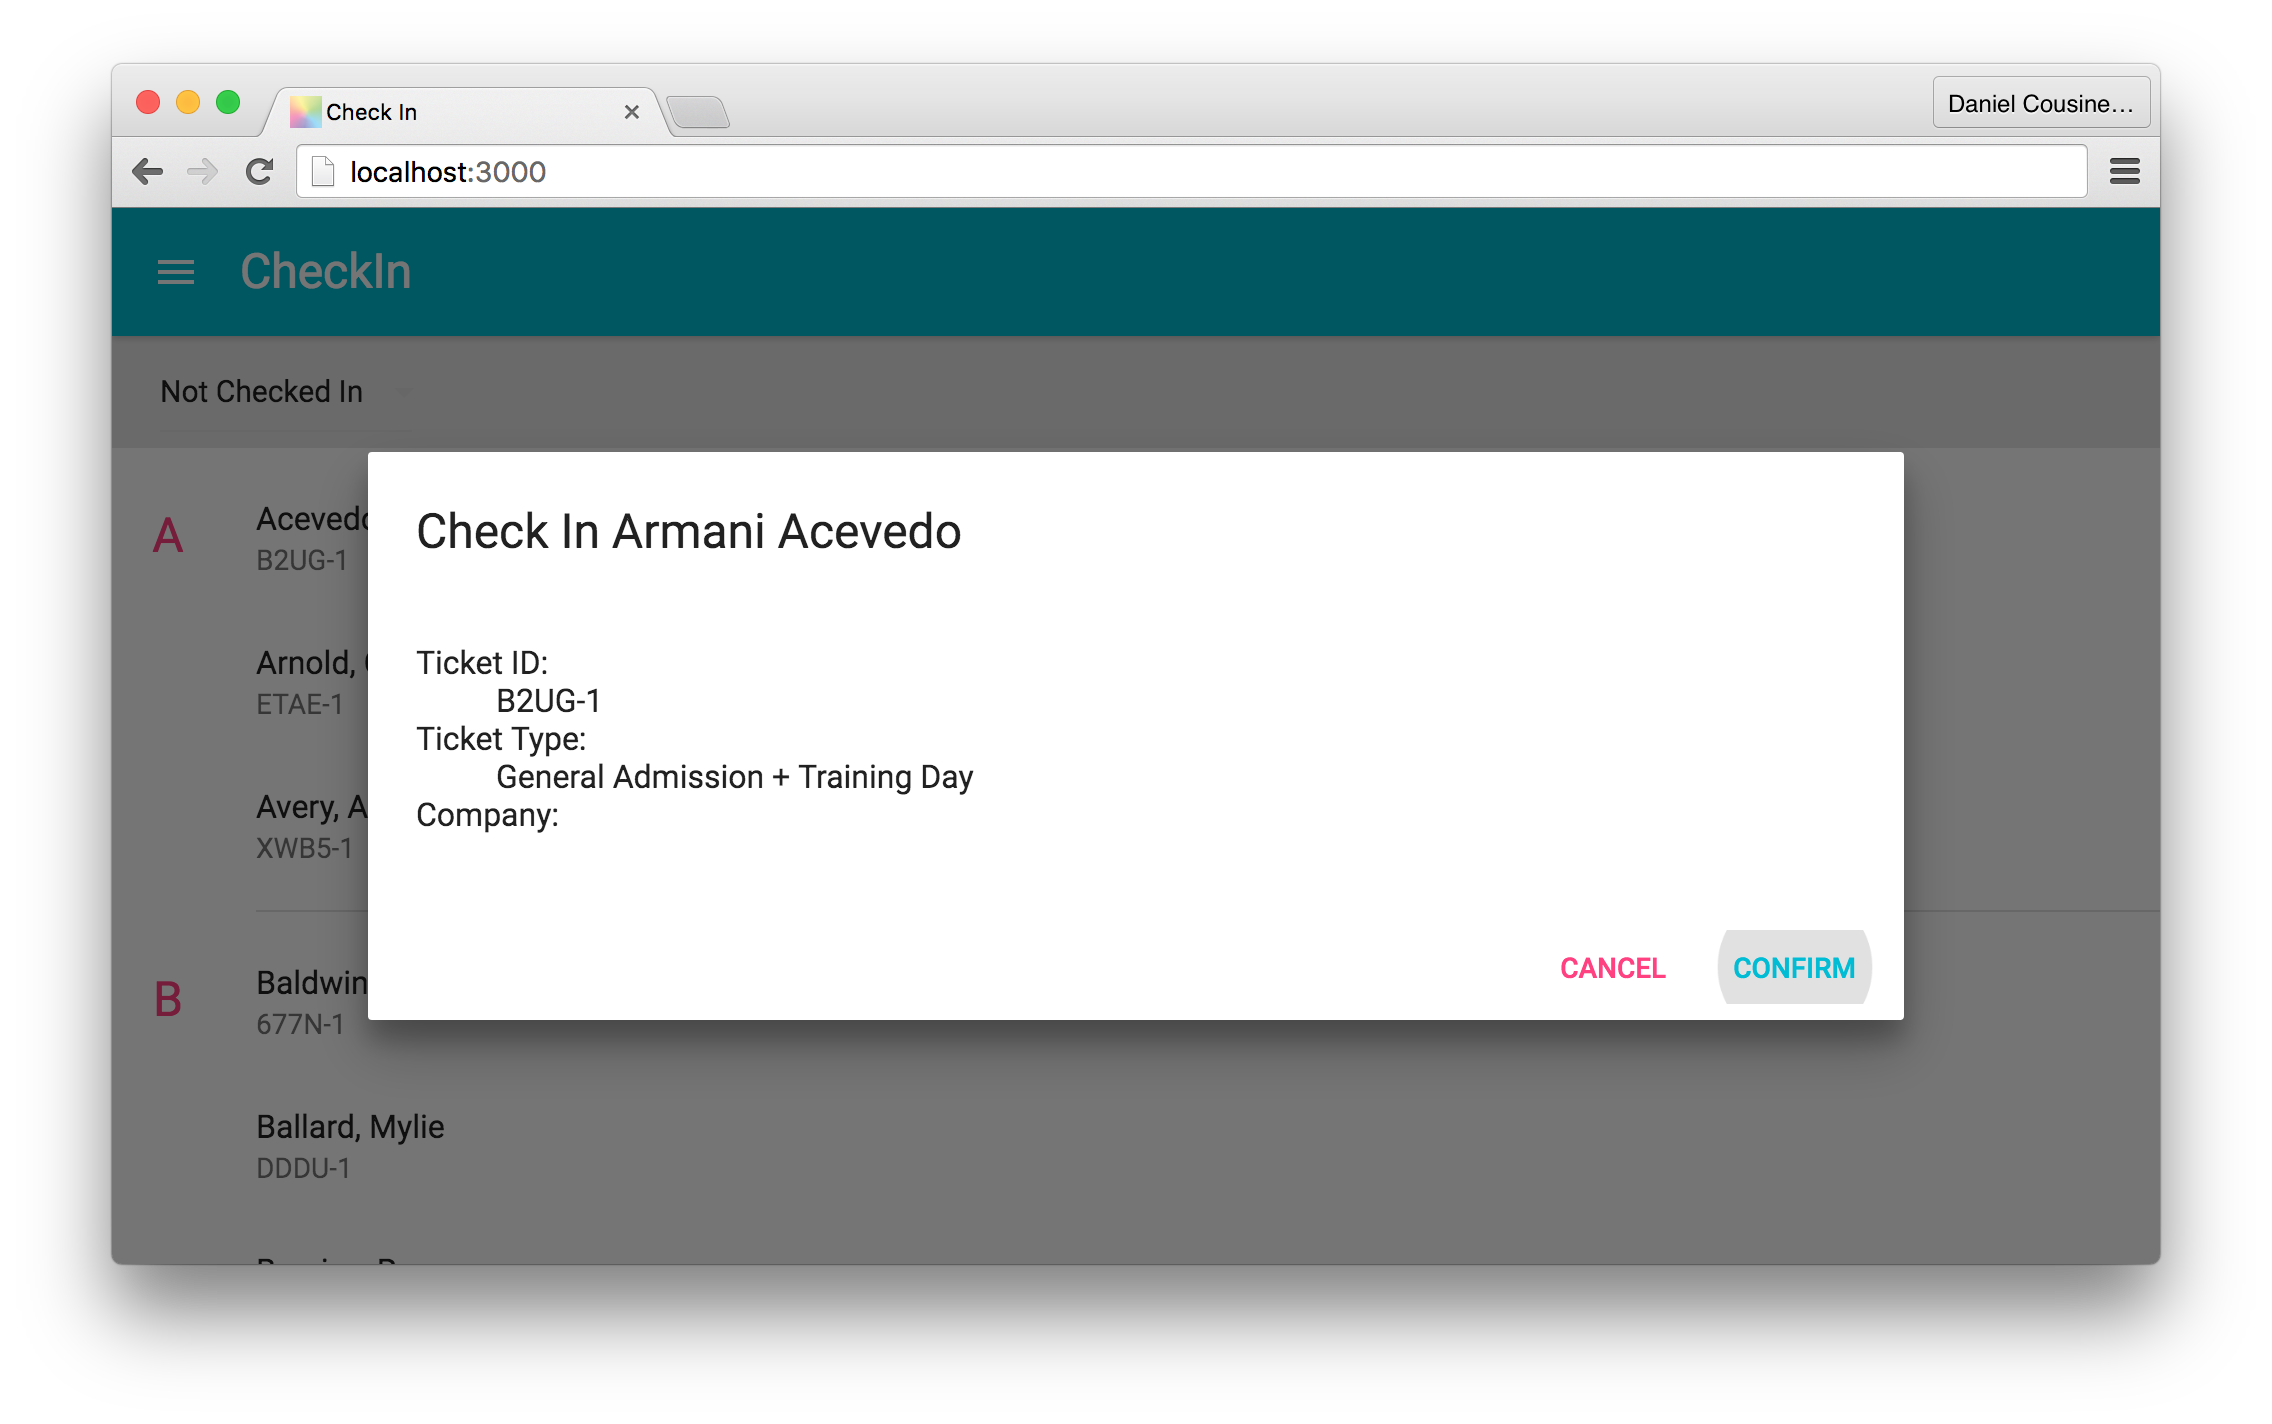 Check In
Daniel Cousine…
localhost:3000
CheckIn
Not Checked In
A
Acevedo
B2UG-1
Arnold,
ETAE-1
Avery, A
XWB5-1
B
Baldwin
677N-1
Ballard, Mylie
DDDU-1
Check In Armani Acevedo
Ticket ID:
B2UG-1
Ticket Type:
General Admission + Training Day
Company:
CANCEL
CONFIRM